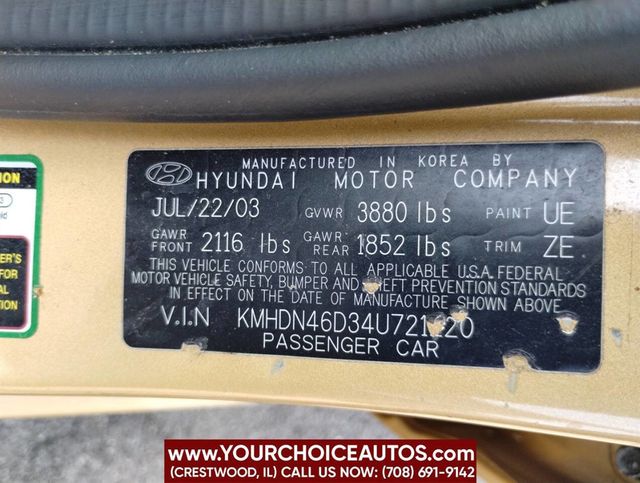 MANUFACTURED IN KOREA BY
HYUNDAI MOTOR COMPANY
JUL/22/03 GVWR 3880 lbs PAINT UE
GAWR FRONT 2116 lbs GAWR REAR 1852 lbs TRIM ZE
THIS VEHICLE CONFORMS TO ALL APPLICABLE U.S.A. FEDERAL
MOTOR VEHICLE SAFETY, BUMPER AND THEFT PREVENTION STANDARDS
IN EFFECT ON THE DATE OF MANUFACTURE SHOWN ABOVE
V.I.N
PASSENGER CAR
WWW.YOURCHOICEAUTOS.COM
(CRESTWOOD, IL) CALL US NOW: (708) 691-9142